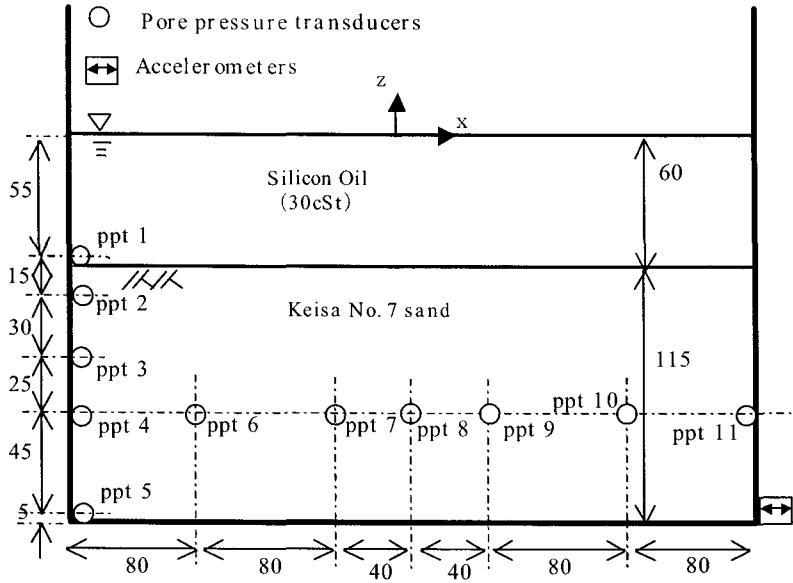 Pore pressure transducers
Accelerometers
z
x
55
Silicon Oil
(30cSt)
60
ppt 1
15
ppt 2
Keisa No. 7 sand
30
ppt 3
115
25
ppt 4
ppt 6
ppt 7
ppt 8
ppt 9
ppt 10
ppt 11
45
ppt 5
5
80
80
40
40
80
80